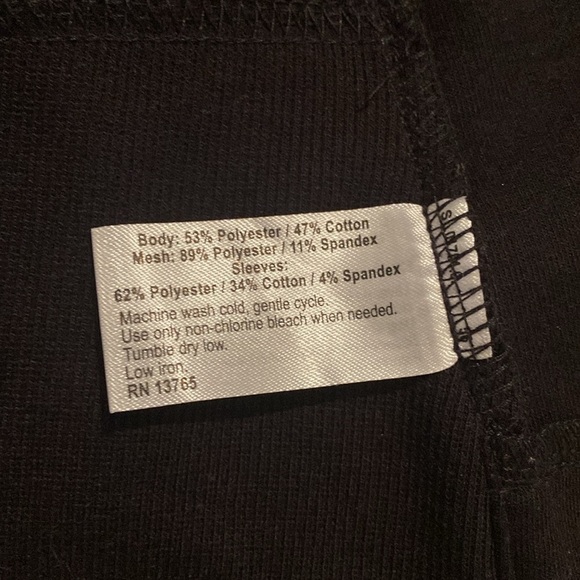 Body: 53% Polyester / 47% Cotton
Mesh: 89% Polyester / 11% Spandex
Sleeves:
62% Polyester / 34% Cotton / 4% Spandex
Machine wash cold, gentle cycle.
Use only non-chlorine bleach when needed.
Tumble dry low.
Low iron.
RN 13765